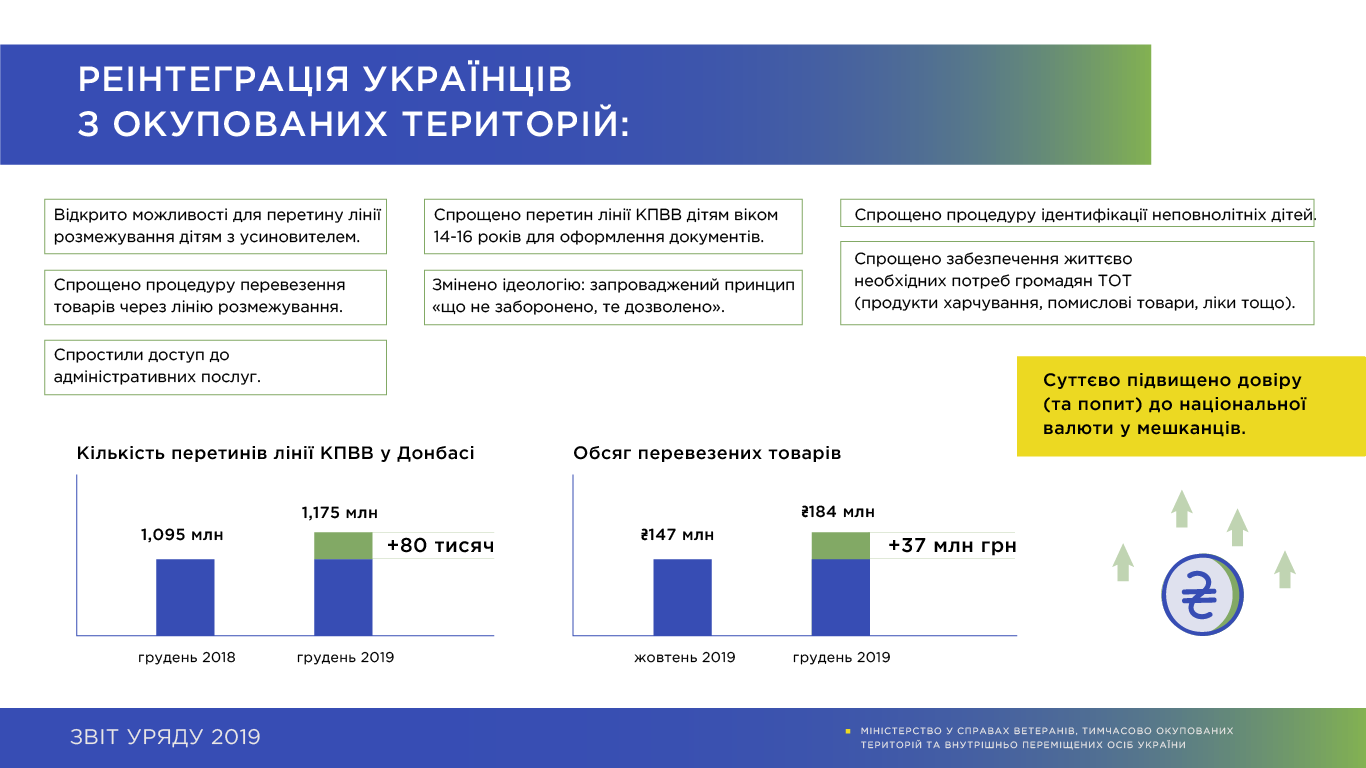 РЕІНТЕГРАЦІЯ УКРАЇНЦІВ
З ОКУПОВАНИХ ТЕРИТОРІЙ:
Відкрито можливості для перетину лінії
розмежування дітям з усиновителем.
Спрощено процедуру перевезення
товарів через лінію розмежування.
Спростили доступ до
адміністративних послуг.
Спрощено перетин лінії КПВВ дітям віком
14-16 років для оформлення документів.
Змінено ідеологію: запроваджений принцип
«що не заборонено, те дозволено».
Спрощено процедуру ідентифікації неповнолітніх дітей.
Спрощено забезпечення життєво
необхідних потреб громадян ТОТ
(продукти харчування, помислові товари, ліки тощо).
Суттєво підвищено довіру
(та попит) до національної
валюти у мешканців.
Кількість перетинів лінії КПВВ у Донбасі
1,095 млн
1,175 млн
+80 тисяч
грудень 2018
грудень 2019
Обсяг перевезених товарів
₴147 млн
₴184 млн
+37 млн грн
жовтень 2019
грудень 2019
₴
ЗВІТ УРЯДУ 2019
МІНІСТЕРСТВО У СПРАВАХ ВЕТЕРАНІВ, ТИМЧАСОВО ОКУПОВАНИХ
ТЕРИТОРІЙ ТА ВНУТРІШНЬО ПЕРЕМІЩЕНИХ ОСІБ УКРАЇНИ